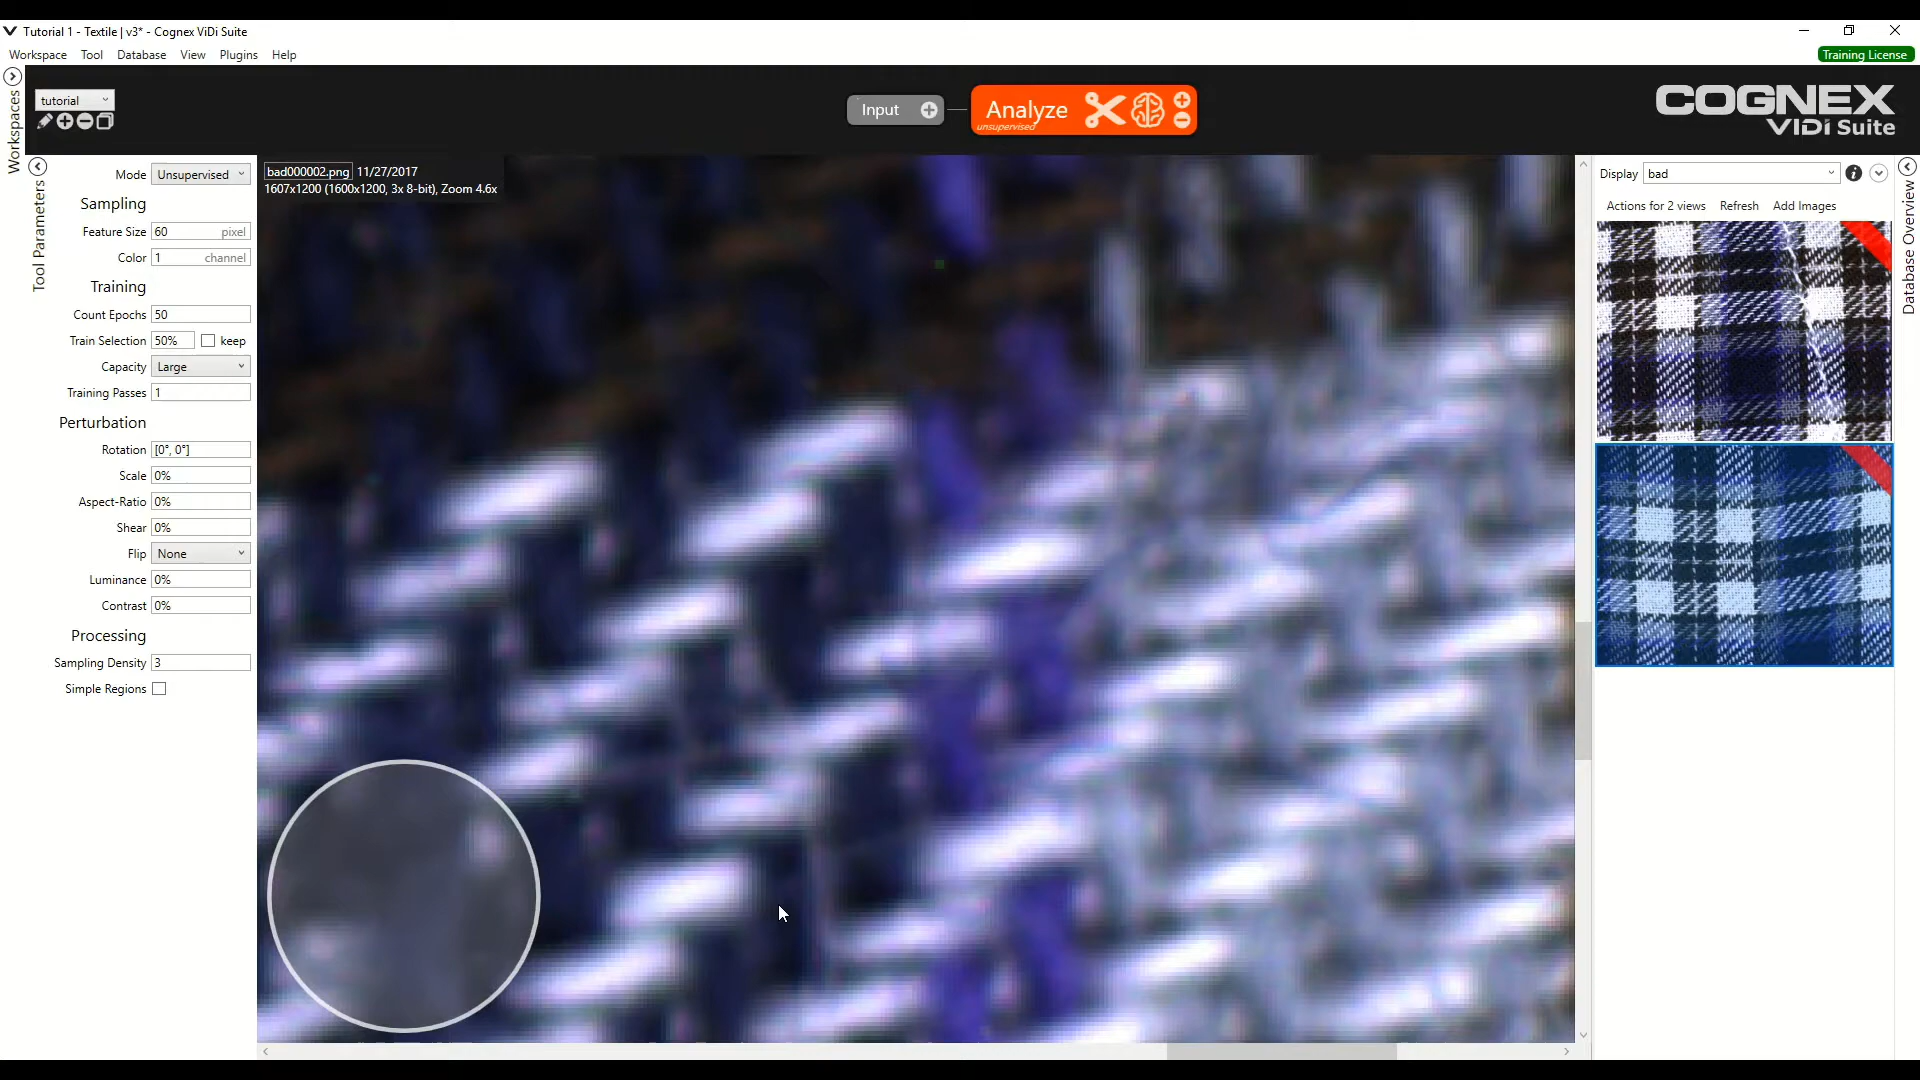 Tutorial 1 - Textile | v3* - Cognex ViDi Suite
Workspace Tool Database View Plugins Help
Training License
Workspaces
tutorial
Input
Analyze
unsupervised
COGNEX
ViDi Suite
Tool Parameters
Mode Unsupervised
Sampling
Feature Size 60 pixel
Color 1 channel
Training
Count Epochs 50
Train Selection 50% keep
Capacity Large
Training Passes 1
Perturbation
Rotation [0°, 0°]
Scale 0%
Aspect-Ratio 0%
Shear 0%
Flip None
Luminance 0%
Contrast 0%
Processing
Sampling Density 3
Simple Regions
bad000002.png 11/27/2017
1607x1200 (1600x1200, 3x 8-bit), Zoom 4.6x
Display bad
Actions for 2 views Refresh Add Images
Database Overview